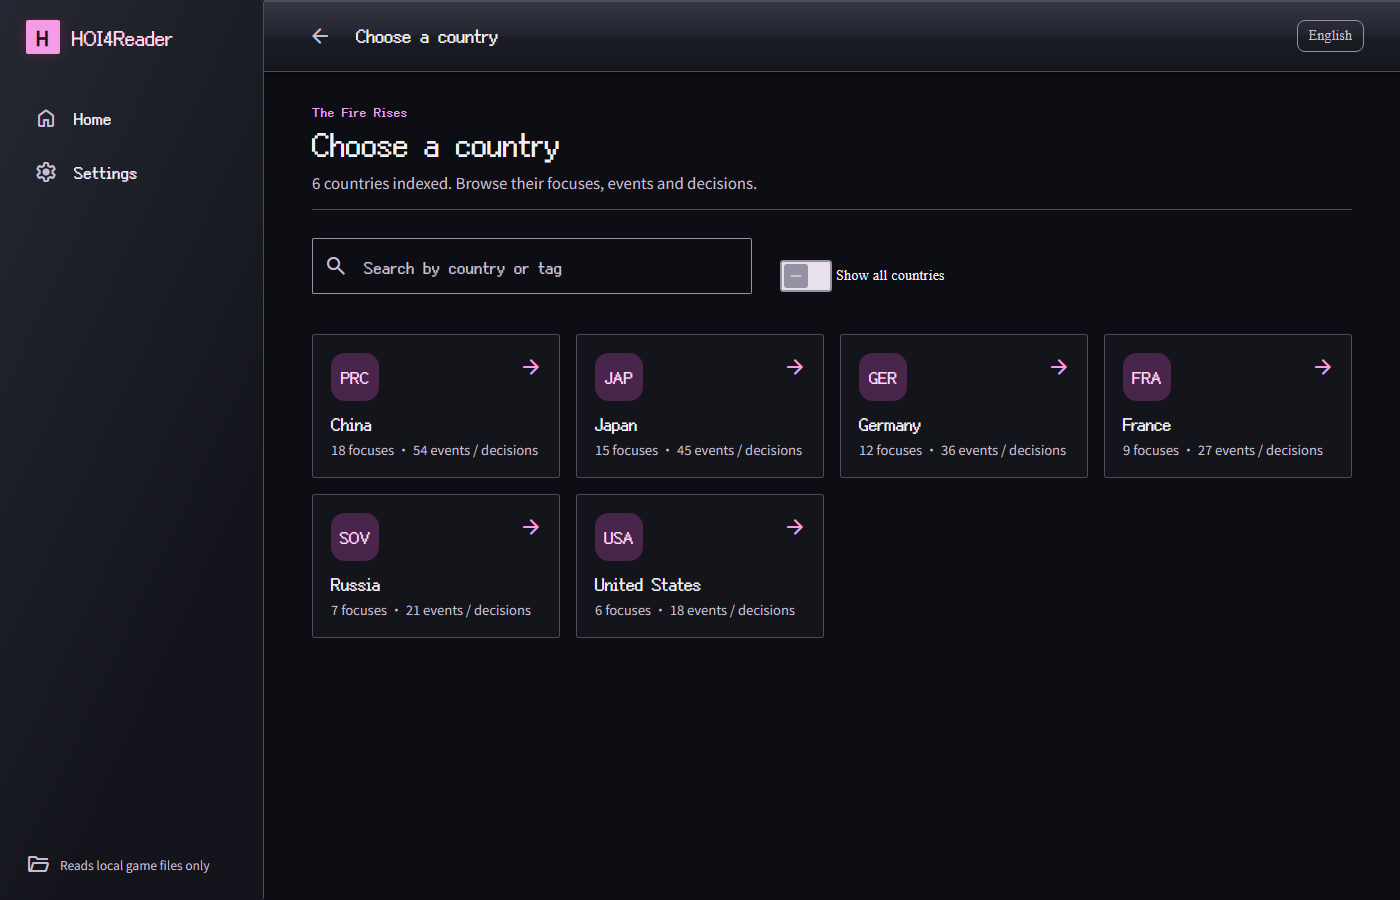 H HOI4Reader
Home
Settings
Reads local game files only
Choose a country
English
The Fire Rises
Choose a country
6 countries indexed. Browse their focuses, events and decisions.
Search by country or tag
Show all countries
PRC
China
18 focuses • 54 events / decisions
JAP
Japan
15 focuses • 45 events / decisions
GER
Germany
12 focuses • 36 events / decisions
FRA
France
9 focuses • 27 events / decisions
SOV
Russia
7 focuses • 21 events / decisions
USA
United States
6 focuses • 18 events / decisions